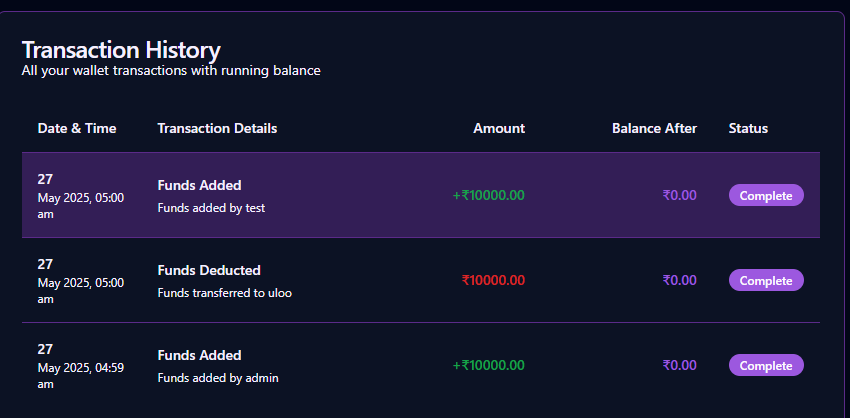 Transaction History
All your wallet transactions with running balance
Date & Time Transaction Details Amount Balance After Status
27
May 2025, 05:00
am
Funds Added
Funds added by test
+₹10000.00
₹0.00
Complete
27
May 2025, 05:00
am
Funds Deducted
Funds transferred to uloo
₹10000.00
₹0.00
Complete
27
May 2025, 04:59
am
Funds Added
Funds added by admin
+₹10000.00
₹0.00
Complete